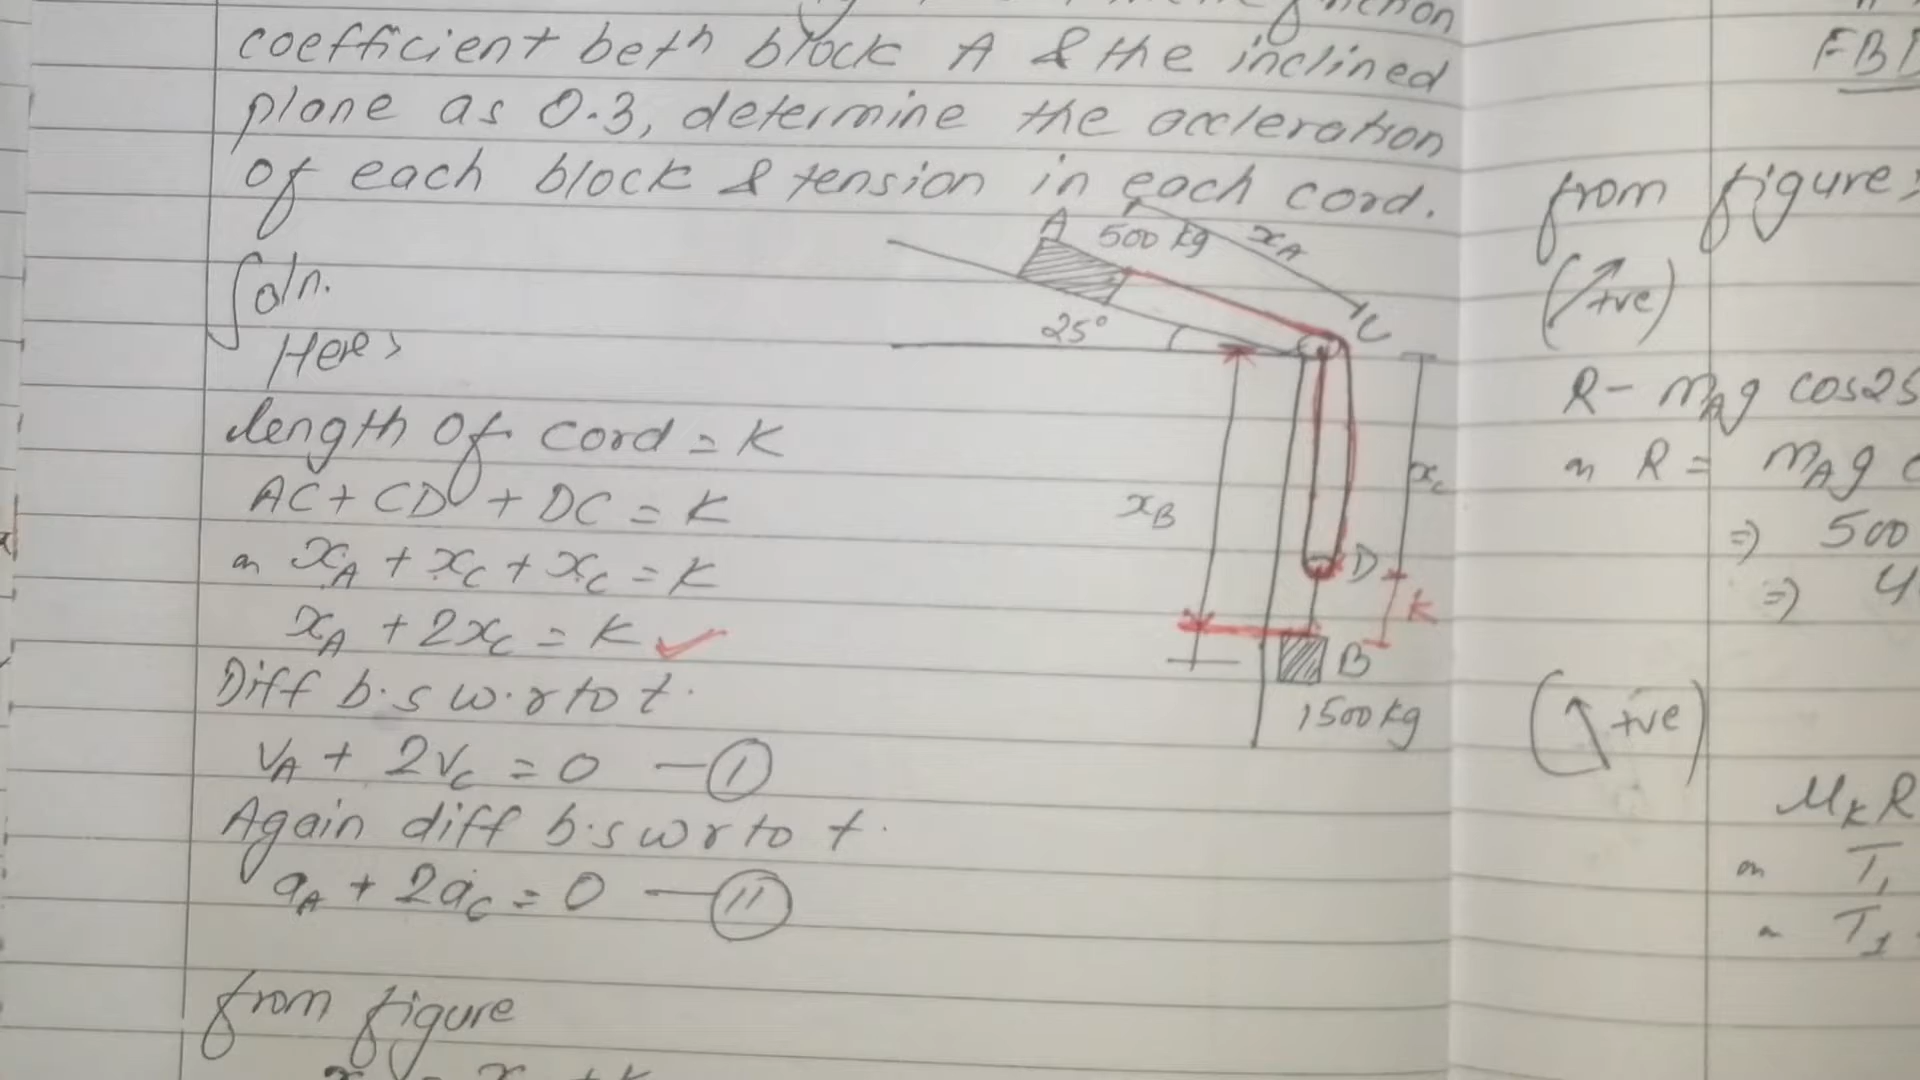 coefficient betn block A & the inclined
plane as 0.3, determine the accleration
of each block & tension in each cord.
Soln.
Here,
length of cord = K
AC + CD + DC = K
or xA + xC + xC = K
xA + 2xC = K
Diff b.s w.r to t.
VA + 2VC = 0 — I
Again diff b.s w r to t.
aA + 2aC = 0 — II
from figure
A
500 kg
xA
C
25°
xB
xC
D
K
B
1500 kg
FBD
from figure,
(↗ +ve)
R - mAg cos25
or R = mAg
⇒ 500
⇒ 4
(↖ +ve)
μKR
or T1
or T1